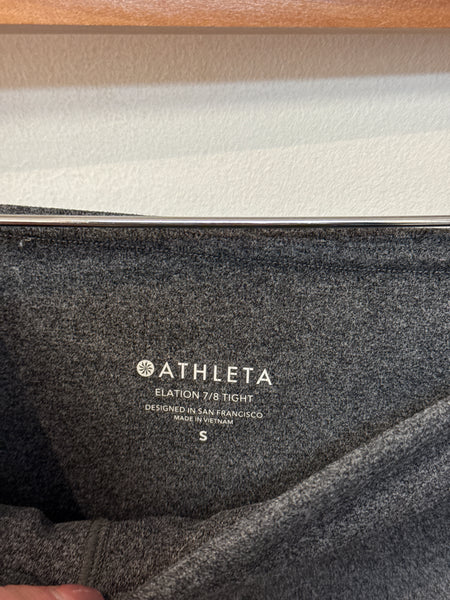 ATHLETA
ELATION 7/8 TIGHT
DESIGNED IN SAN FRANCISCO
MADE IN VIETNAM
S